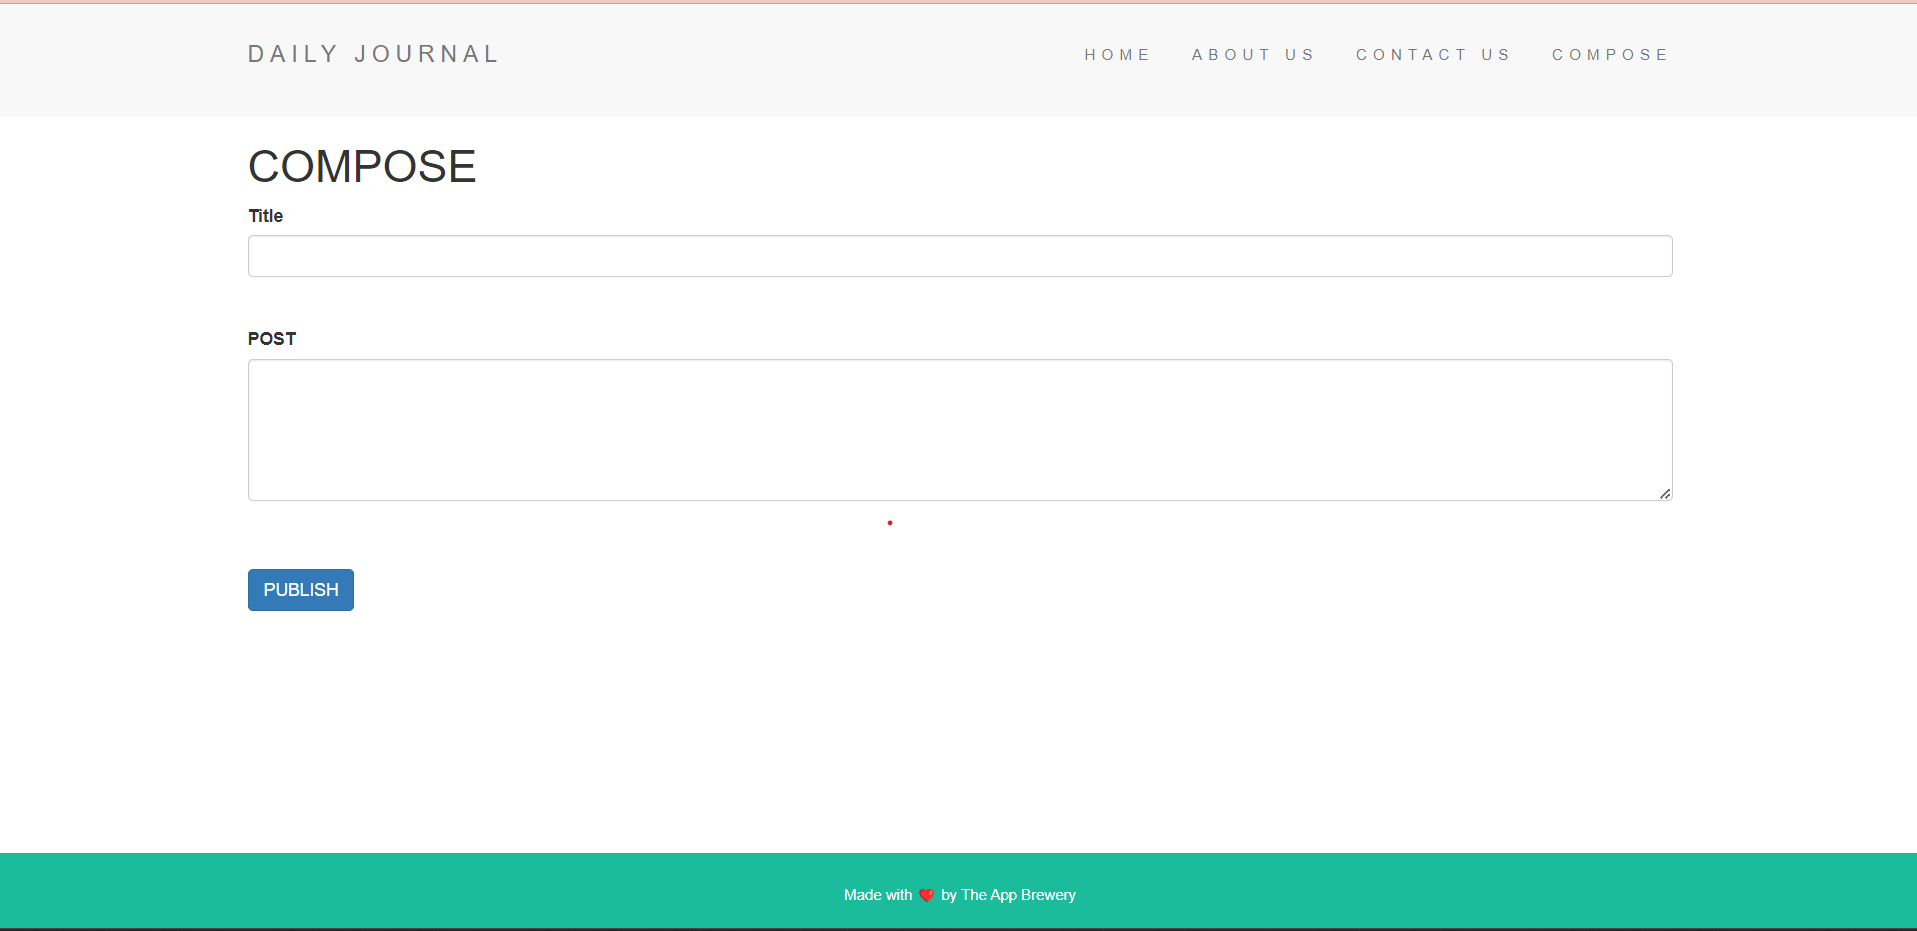 DAILY JOURNAL
HOME ABOUT US CONTACT US COMPOSE
COMPOSE
Title
POST
PUBLISH
Made with ❤️ by The App Brewery